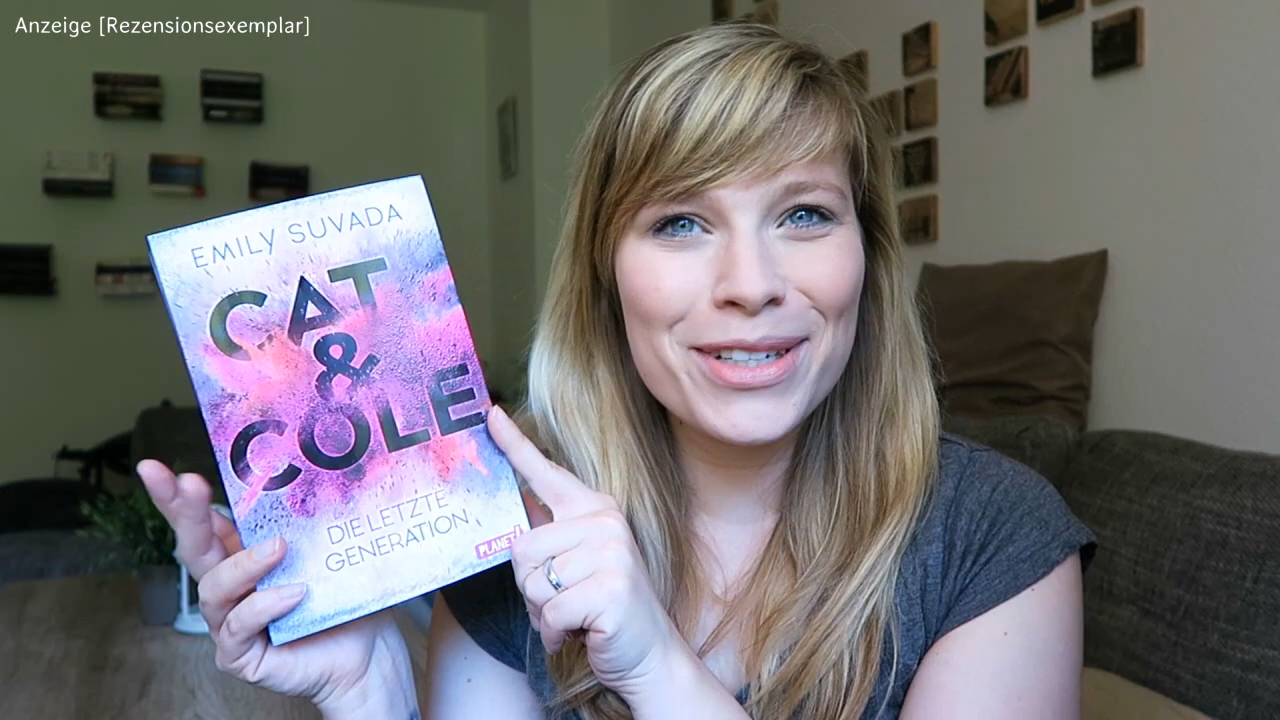 Anzeige [Rezensionsexemplar]
EMILY SUVADA
CAT
&
COLE
DIE LETZTE
GENERATION
PLANET!